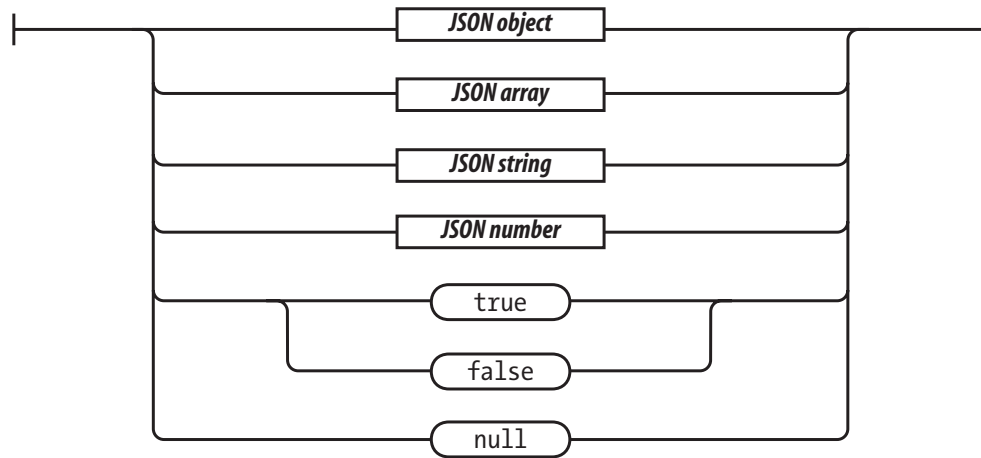 JSON object
JSON array
JSON string
JSON number
true
false
null